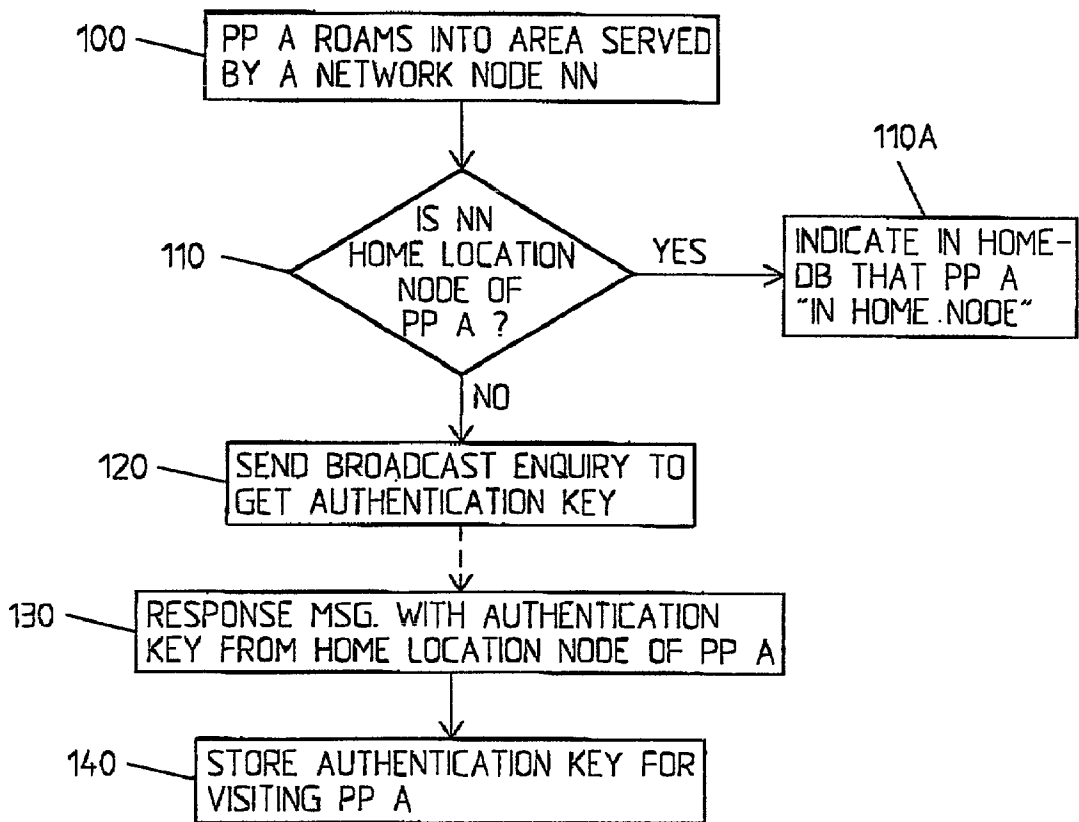 100
PP A ROAMS INTO AREA SERVED
BY A NETWORK NODE NN
110
IS NN
HOME LOCATION
NODE OF
PP A ?
YES
110A
INDICATE IN HOME-
DB THAT PP A
"IN HOME.NODE"
NO
120
SEND BROADCAST ENQUIRY TO
GET AUTHENTICATION KEY
130
RESPONSE MSG. WITH AUTHENTICATION
KEY FROM HOME LOCATION NODE OF PP A
140
STORE AUTHENTICATION KEY FOR
VISITING PP A